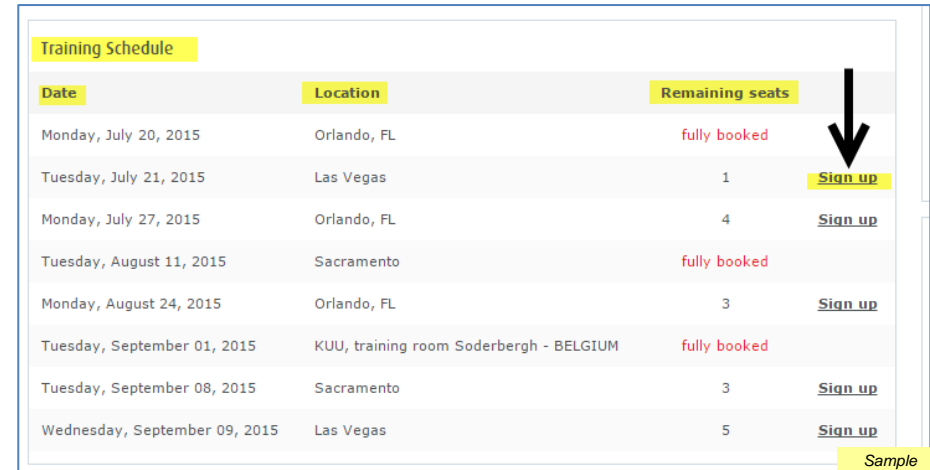 Training Schedule
Date Location Remaining seats
Monday, July 20, 2015 Orlando, FL fully booked
Tuesday, July 21, 2015 Las Vegas 1 Sign up
Monday, July 27, 2015 Orlando, FL 4 Sign up
Tuesday, August 11, 2015 Sacramento fully booked
Monday, August 24, 2015 Orlando, FL 3 Sign up
Tuesday, September 01, 2015 KUU, training room Soderbergh - BELGIUM fully booked
Tuesday, September 08, 2015 Sacramento 3 Sign up
Wednesday, September 09, 2015 Las Vegas 5 Sign up
Sample